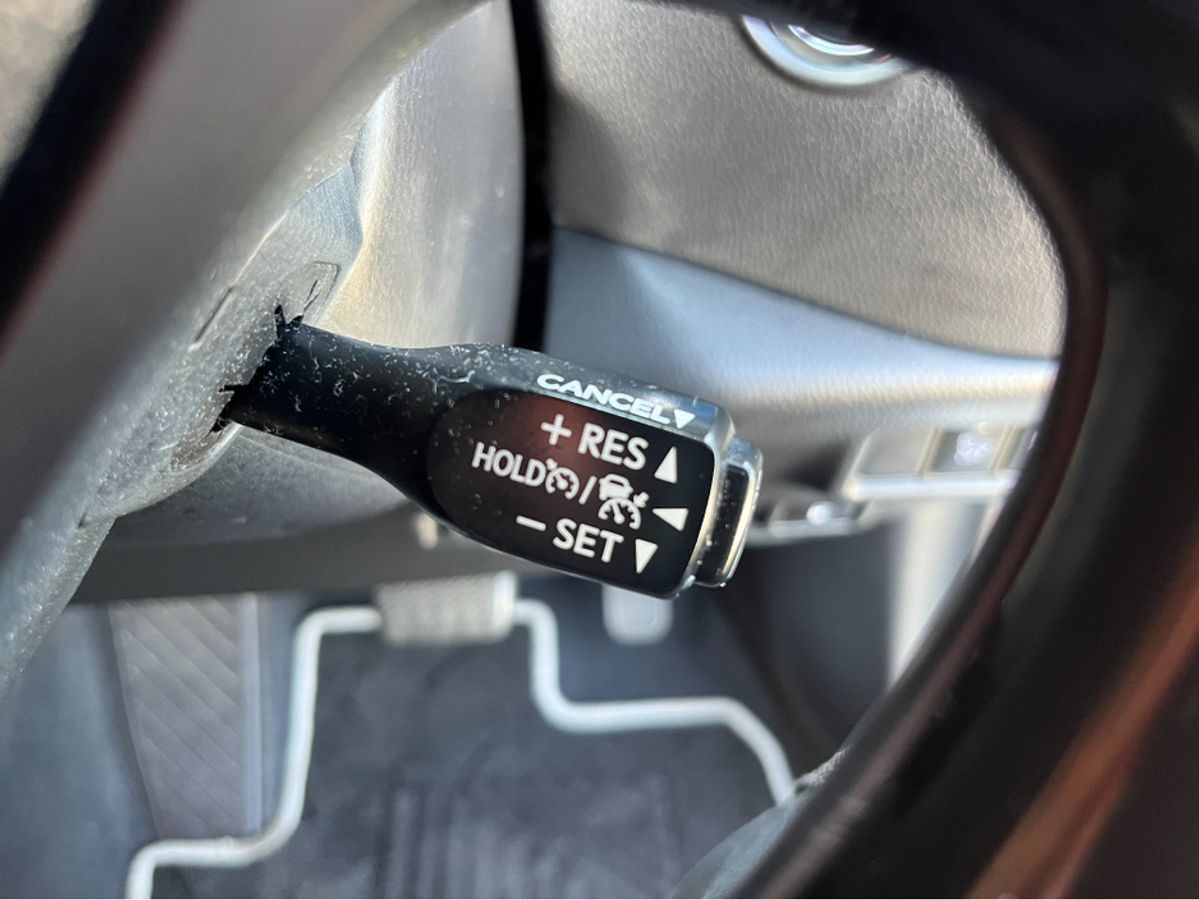 CANCEL▼
+ RES ▲
HOLD /
− SET ▼